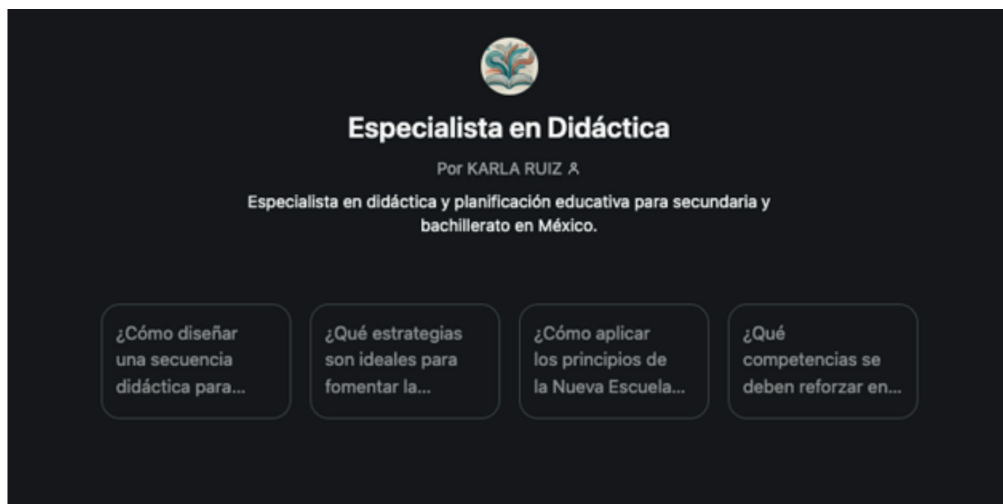 Especialista en Didáctica
Por KARLA RUIZ
Especialista en didáctica y planificación educativa para secundaria y
bachillerato en México.
¿Cómo diseñar
una secuencia
didáctica para...
¿Qué estrategias
son ideales para
fomentar la...
¿Cómo aplicar
los principios de
la Nueva Escuela...
¿Qué
competencias se
deben reforzar en...